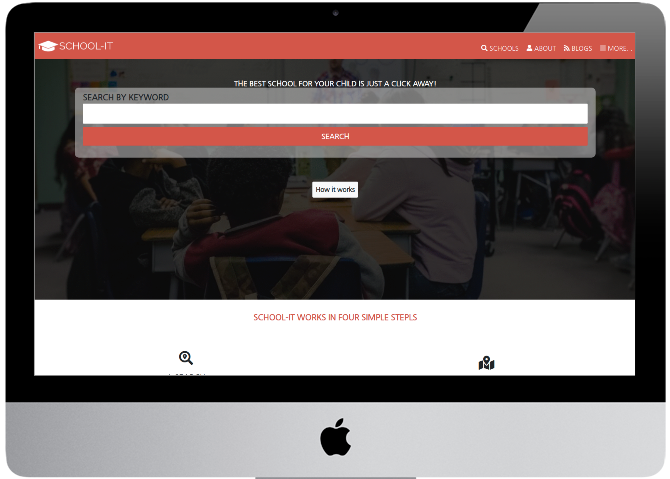 SCHOOL-IT
SCHOOLS ABOUT BLOGS MORE...
THE BEST SCHOOL FOR YOUR CHILD IS JUST A CLICK AWAY!
SEARCH BY KEYWORD
SEARCH
How it works
SCHOOL-IT WORKS IN FOUR SIMPLE STEPLS